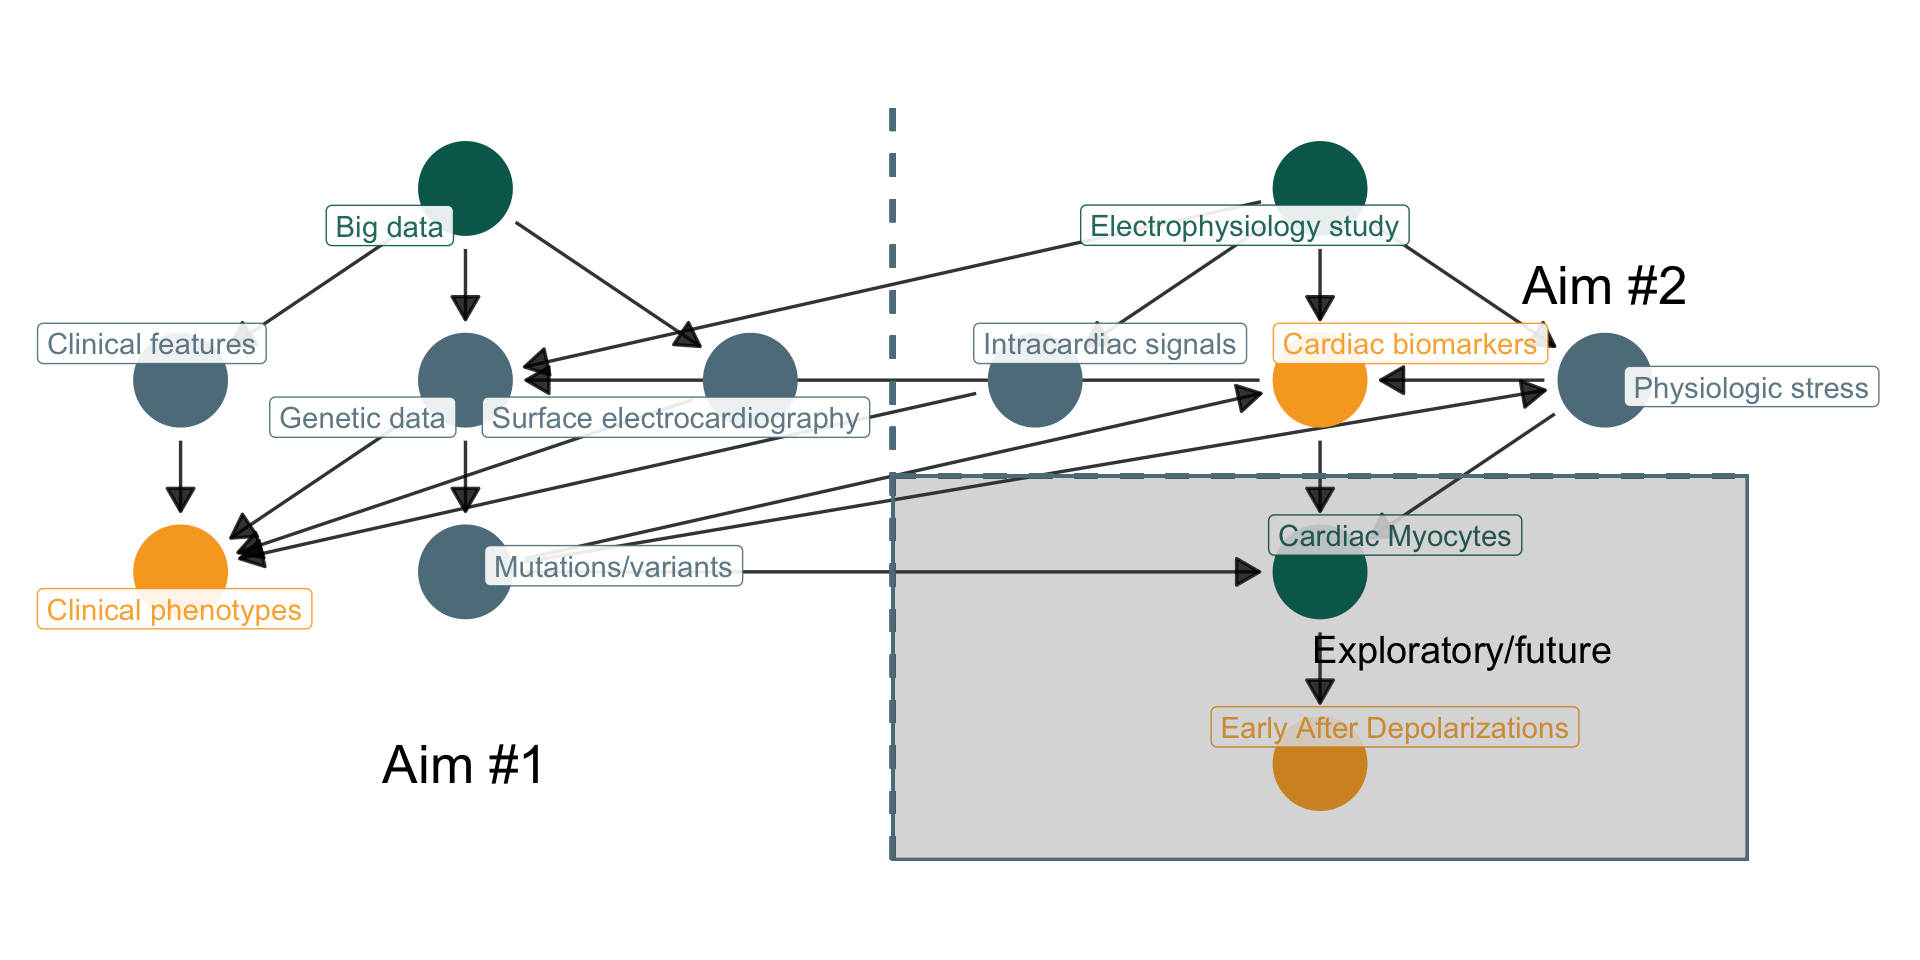 Big data
Electrophysiology study
Aim #2
Clinical features
Intracardiac signals
Cardiac biomarkers
Physiologic stress
Genetic data
Surface electrocardiography
Cardiac Myocytes
Mutations/variants
Clinical phenotypes
Exploratory/future
Early After Depolarizations
Aim #1